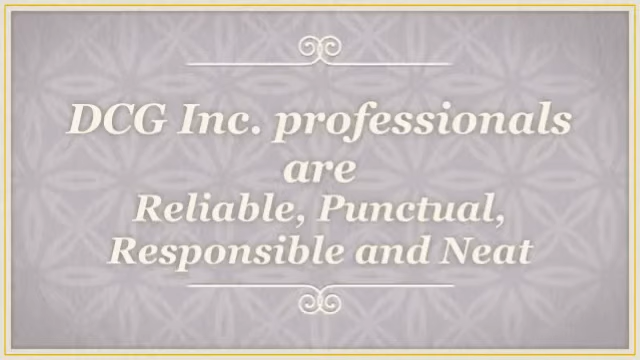 DCG Inc. professionals
are
Reliable, Punctual,
Responsible and Neat